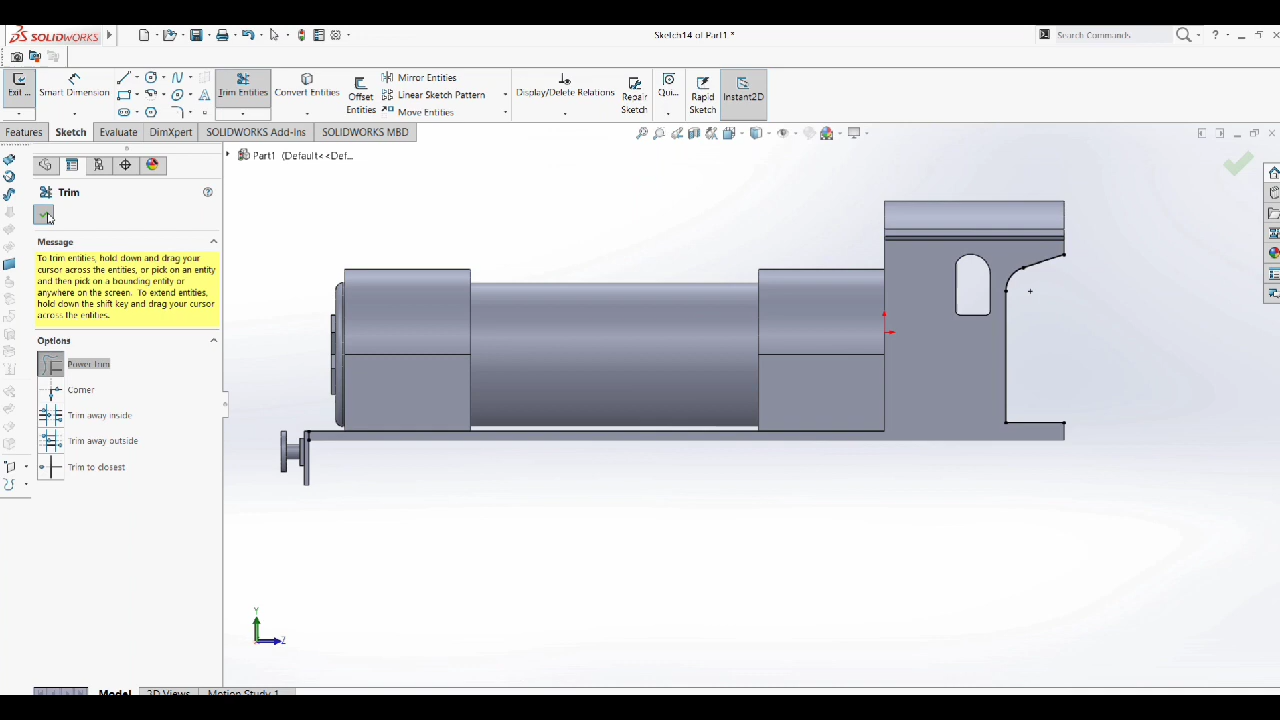 SOLIDWORKS
Sketch14 of Part1 *
Search Commands
?
Exit ...
Smart Dimension
Trim Entities
Convert Entities
Offset Entities
Mirror Entities
Linear Sketch Pattern
Move Entities
Display/Delete Relations
Repair Sketch
Qui...
Rapid Sketch
Instant2D
Features
Sketch
Evaluate
DimXpert
SOLIDWORKS Add-Ins
SOLIDWORKS MBD
Part1 (Default<<Def...
Trim
?
Message
To trim entities, hold down and drag your
cursor across the entities, or pick on an entity
and then pick on a bounding entity or
anywhere on the screen. To extend entities,
hold down the shift key and drag your cursor
across the entities.
Options
Power trim
Corner
Trim away inside
Trim away outside
Trim to closest
Y
Z
Model
3D Views
Motion Study 1